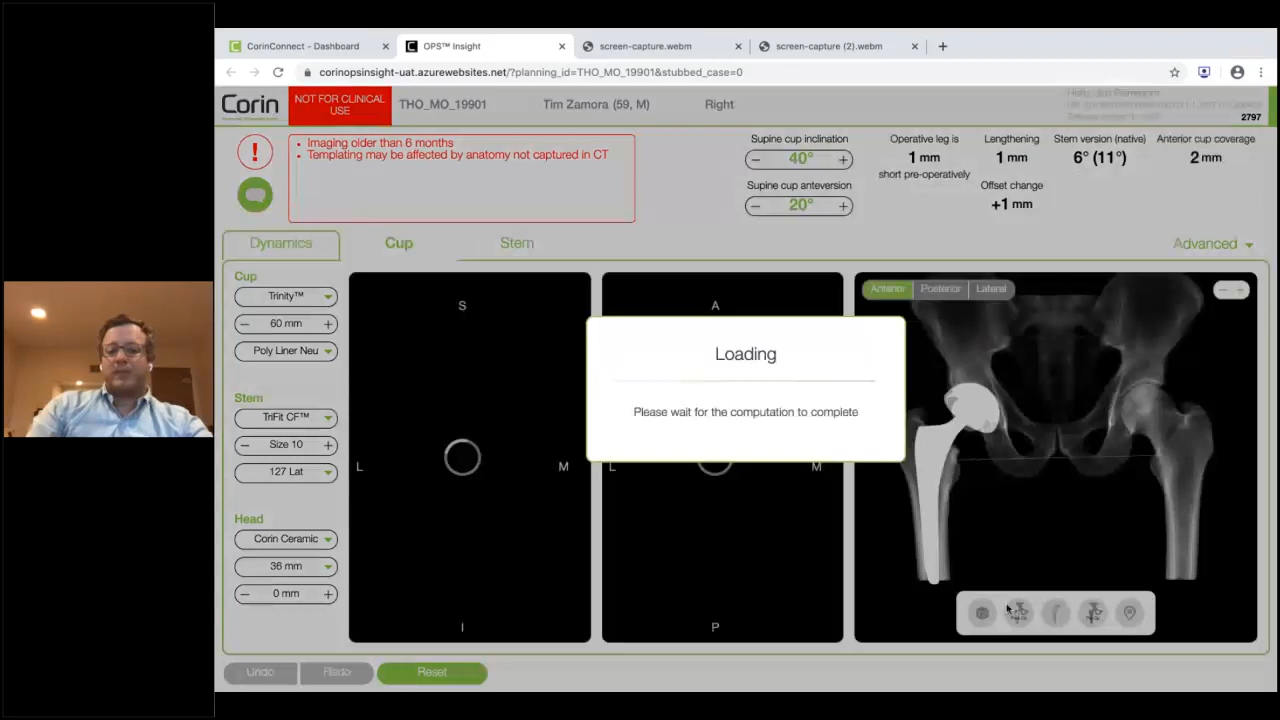 CorinConnect - Dashboard
OPS™ Insight
screen-capture.webm
screen-capture (2).webm
corinopsinsight-uat.azurewebsites.net/?planning_id=THO_MO_19901&stubbed_case=0
Corin
NOT FOR CLINICAL
USE
THO_MO_19901
Tim Zamora (59, M)
Right
2797
Imaging older than 6 months
Templating may be affected by anatomy not captured in CT
Supine cup inclination
− 40° +
Supine cup anteversion
− 20° +
Operative leg is
1 mm
short pre-operatively
Lengthening
1 mm
Offset change
+1 mm
Stem version (native)
6° (11°)
Anterior cup coverage
2 mm
Dynamics
Cup
Stem
Advanced
Cup
Trinity™
− 60 mm +
Poly Liner Neu
Stem
TriFit CF™
− Size 10 +
127 Lat
Head
Corin Ceramic
36 mm
− 0 mm +
S
L
M
I
A
L
M
P
Loading
Please wait for the computation to complete
Anterior
Posterior
Lateral
Undo
Redo
Reset